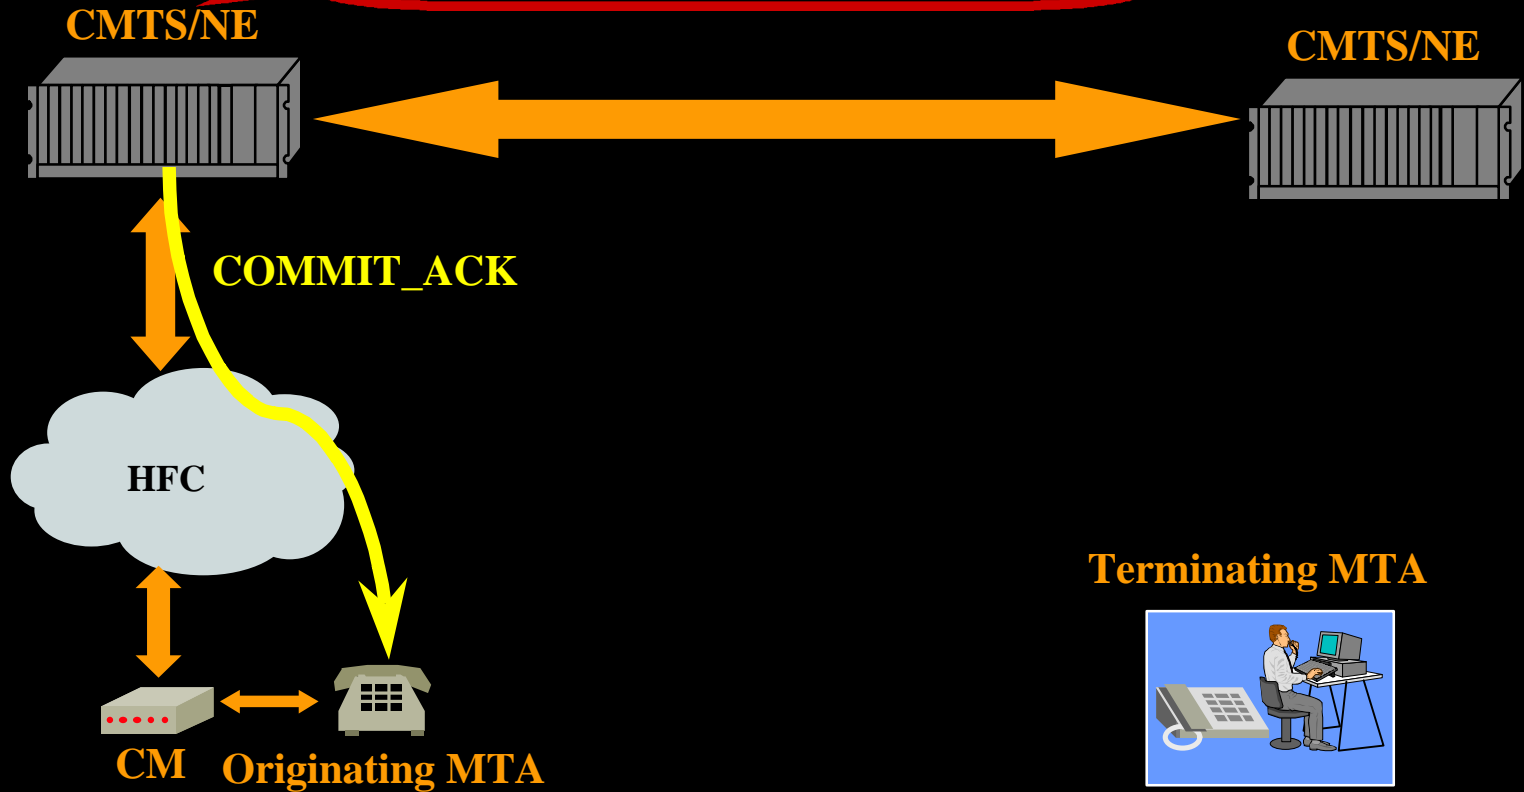 CMTS/NE
CMTS/NE
COMMIT_ACK
HFC
Terminating MTA
CM
Originating MTA